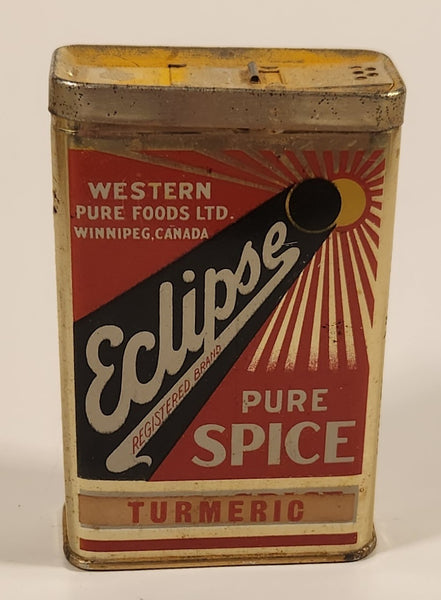 WESTERN
PURE FOODS LTD.
WINNIPEG, CANADA
Eclipse
REGISTERED BRAND
PURE
SPICE
TURMERIC